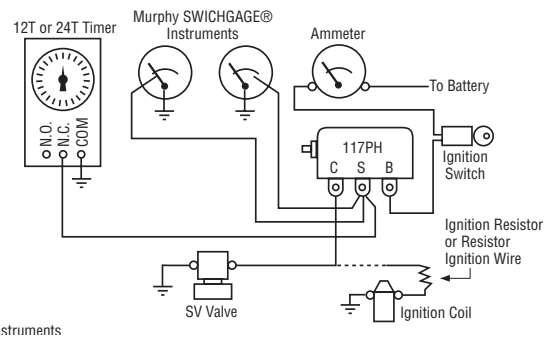 Murphy SWICHGAGE®
Instruments
12T or 24T Timer
Ammeter
To Battery
N.O.
N.C.
COM
117PH
C S B
Ignition
Switch
Ignition Resistor
or Resistor
Ignition Wire
SV Valve
Ignition Coil
nstruments